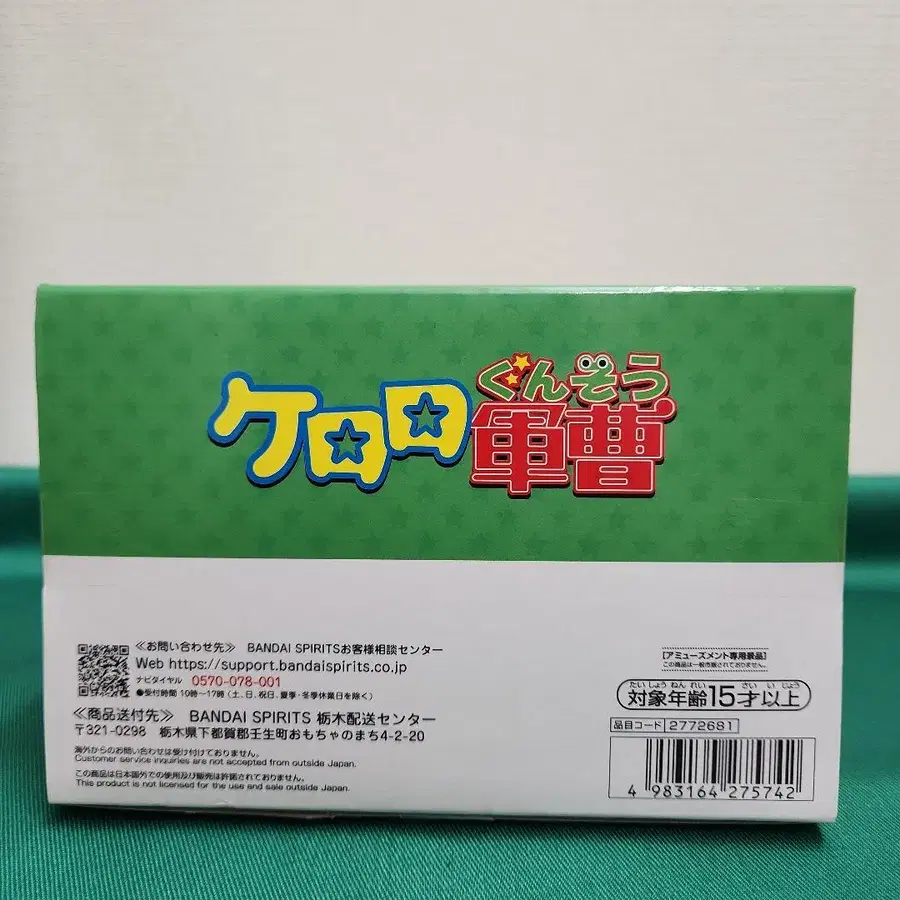 ぐんそう
ケロロ軍曹
≪お問い合わせ先≫ BANDAI SPIRITSお客様相談センター
Web https://support.bandaispirits.co.jp
ナビダイヤル 0570-078-001
●受付時間 10時〜17時（土、日、祝日、夏季・冬季休業日を除く）
≪商品送付先≫ BANDAI SPIRITS 栃木配送センター
〒321-0298 栃木県下都賀郡壬生町おもちゃのまち4-2-20
海外からのお問い合わせは受け付けておりません。
Customer service inquiries are not accepted from outside Japan.
この商品は日本国外での使用及び販売は許諾されておりません。
This product is not licensed for the use and sale outside Japan.
[アミューズメント専用景品]
この商品は一般市販されておりません。
たいしょうねんれい さいいじょう
対象年齢15才以上
品目コード 2772681
4 983164 275742